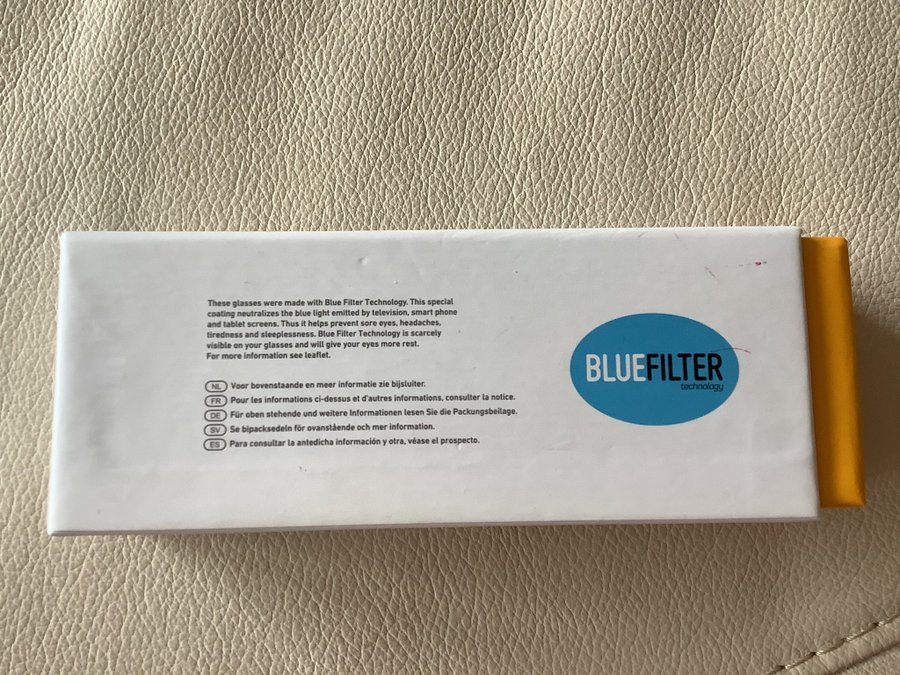 These glasses were made with Blue Filter Technology. This special
coating neutralizes the blue light emitted by television, smart phone
and tablet screens. Thus it helps prevent sore eyes, headaches,
tiredness and sleeplessness. Blue Filter Technology is scarcely
visible on your glasses and will give your eyes more rest.
For more information see leaflet.
NL Voor bovenstaande en meer informatie zie bijsluiter.
FR Pour les informations ci-dessus et d'autres informations, consulter la notice.
DE Für oben stehende und weitere Informationen lesen Sie die Packungsbeilage.
SV Se bipacksedeln för ovanstående och mer information.
ES Para consultar la antedicha información y otra, véase el prospecto.
BLUEFILTER
technology